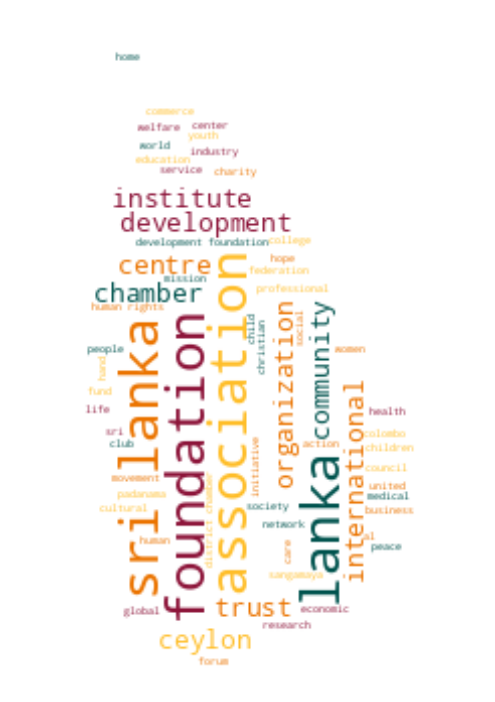 home
commerce
welfare
center
youth
world
industry
education
service
charity
institute
development
development foundation
college
centre
hope
federation
mission
chamber
professional
human rights
sri lanka
foundation
association
child
christian
organization
social
community
people
women
hand
fund
life
health
sri
club
colombo
action
children
initiative
international
lanka
council
movement
district chamber
united
padanama
medical
cultural
society
business
network
human
care
al
peace
sangamaya
global
trust
economic
research
ceylon
forum